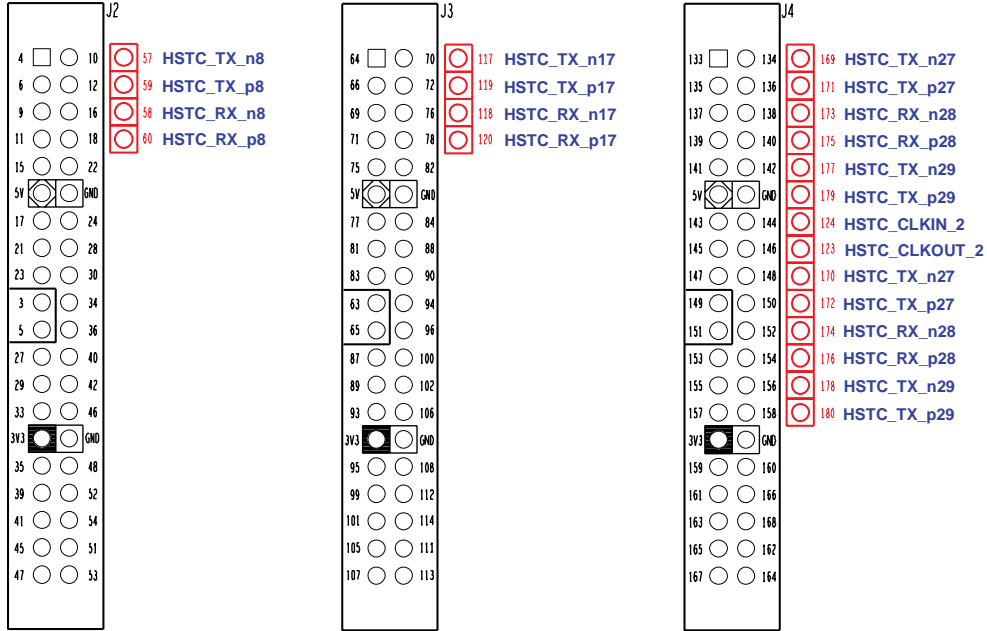 J2
4 10 57 HSTC_TX_n8
6 12 59 HSTC_TX_p8
9 16 58 HSTC_RX_n8
11 18 60 HSTC_RX_p8
15 22
5V GND
17 24
21 28
23 30
3 34
5 36
27 40
29 42
33 46
3V3 GND
35 48
39 52
41 54
45 51
47 53
J3
64 70 117 HSTC_TX_n17
66 72 119 HSTC_TX_p17
69 76 118 HSTC_RX_n17
71 78 120 HSTC_RX_p17
75 82
5V GND
77 84
81 88
83 90
63 94
65 96
87 100
89 102
93 106
3V3 GND
95 108
99 112
101 114
105 111
107 113
J4
133 134 169 HSTC_TX_n27
135 136 171 HSTC_TX_p27
137 138 173 HSTC_RX_n28
139 140 175 HSTC_RX_p28
141 142 177 HSTC_TX_n29
5V GND 179 HSTC_TX_p29
143 144 124 HSTC_CLKIN_2
145 146 123 HSTC_CLKOUT_2
147 148 170 HSTC_TX_n27
149 150 172 HSTC_TX_p27
151 152 174 HSTC_RX_n28
153 154 176 HSTC_RX_p28
155 156 178 HSTC_TX_n29
157 158 180 HSTC_TX_p29
3V3 GND
159 160
161 166
163 168
165 162
167 164